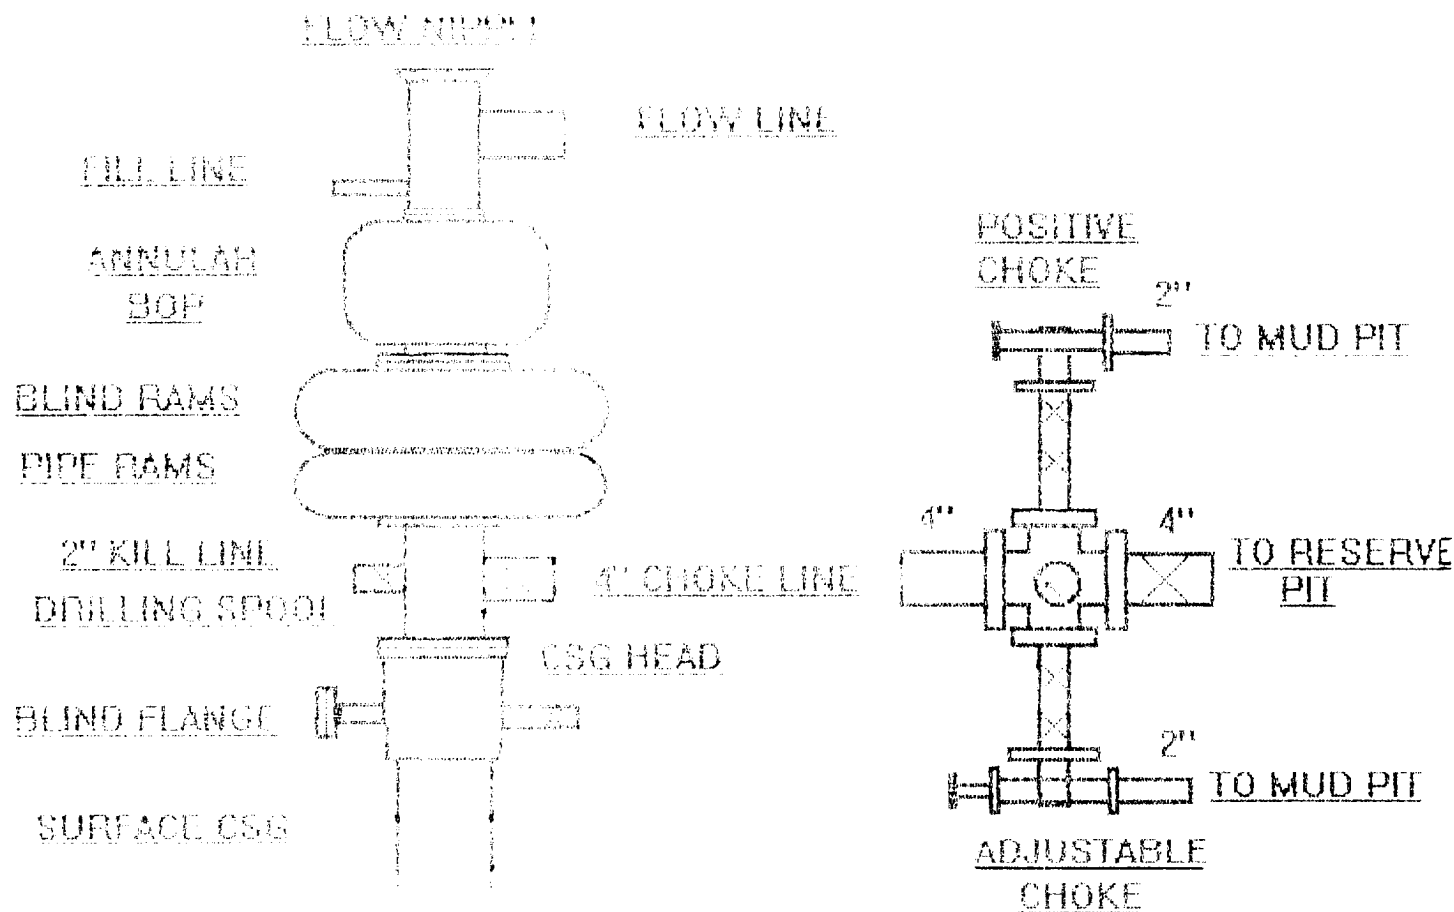 FLOW NIPPL
FLOW LINE
FILL LINE
ANNULAR
BOP
BLIND RAMS
PIPE RAMS
2" KILL LINE
DRILLING SPOOL
4" CHOKE LINE
CSG HEAD
BLIND FLANGE
SURFACE CSG
POSITIVE
CHOKE
2"
TO MUD PIT
4"
4"
TO RESERVE
PIT
2"
TO MUD PIT
ADJUSTABLE
CHOKE